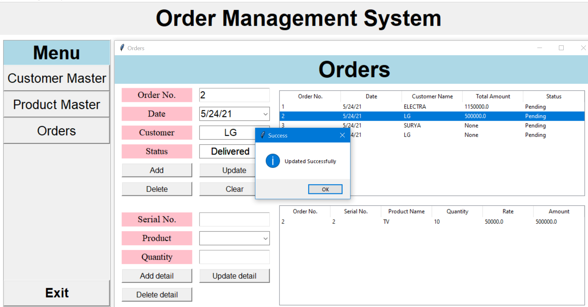 Order Management System
Menu
Customer Master
Product Master
Orders
Exit
Orders
Orders
Order No. 2
Date 5/24/21
Customer LG
Status Delivered
Add Update
Delete Clear
Order No. Date Customer Name Total Amount Status
1 5/24/21 ELECTRA 1150000.0 Pending
2 5/24/21 LG 500000.0 Pending
3 5/24/21 SURYA None Pending
/24/21 LG None Pending
Success
Updated Successfully
OK
Serial No.
Product
Quantity
Add detail Update detail
Delete detail
Order No. Serial No. Product Name Quantity Rate Amount
2 2 TV 10 50000.0 500000.0